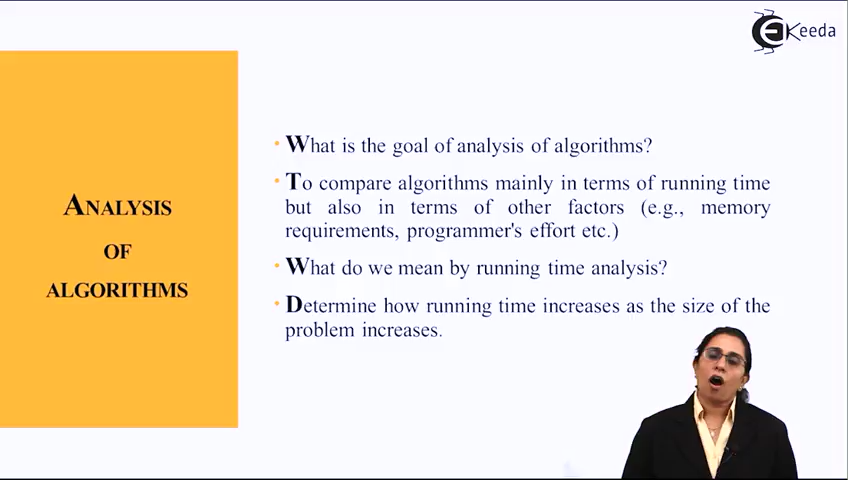 Keeda
ANALYSIS
OF
ALGORITHMS
• What is the goal of analysis of algorithms?
• To compare algorithms mainly in terms of running time
but also in terms of other factors (e.g., memory
requirements, programmer's effort etc.)
• What do we mean by running time analysis?
• Determine how running time increases as the size of the
problem increases.